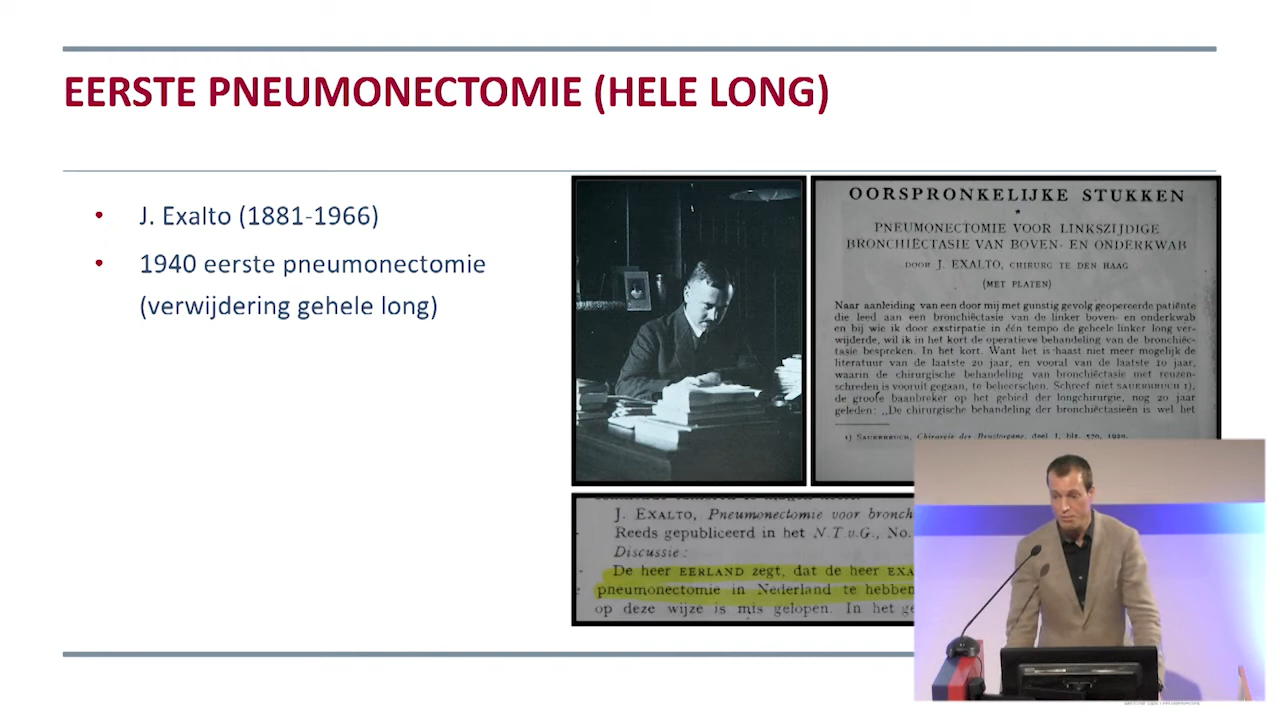 EERSTE PNEUMONECTOMIE (HELE LONG)
• J. Exalto (1881-1966)
• 1940 eerste pneumonectomie
(verwijdering gehele long)
OORSPRONKELIJKE STUKKEN
*
PNEUMONECTOMIE VOOR LINKSZIJDIGE
BRONCHIËCTASIE VAN BOVEN- EN ONDERKWAB
DOOR J. EXALTO, CHIRURG TE DEN HAAG
(MET PLATEN)
Naar aanleiding van een door mij met gunstig gevolg geopereerde patiënte
die leed aan een bronchiëctasie van de linker boven- en onderkwab
en bij wie ik door exstirpatie in één tempo de geheele linker long ver-
wijderde, wil ik in het kort de operatieve behandeling van de bronchiëc-
tasie bespreken. In het kort. Want het is haast niet meer mogelijk de
literatuur van de laatste 20 jaar, en vooral van de laatste 10 jaar,
waarin de chirurgische behandeling van bronchiëctasie met reuzen-
schreden is vooruit gegaan, te beheerschen. Schreef niet SAUERBRUCH 1),
de groote baanbreker op het gebied der longchirurgie, nog 20 jaar
geleden: „De chirurgische behandeling der bronchiëctasieën is wel het
1) SAUERBRUCH, Chirurgie der Brustorgane, deel I, blz. 570, 1920.
J. EXALTO, Pneumonectomie voor bronch
Reeds gepubliceerd in het N.T.v.G., No.
Discussie:
De heer EERLAND zegt, dat de heer EXA
pneumonectomie in Nederland te hebben
op deze wijze is mis gelopen. In het ge